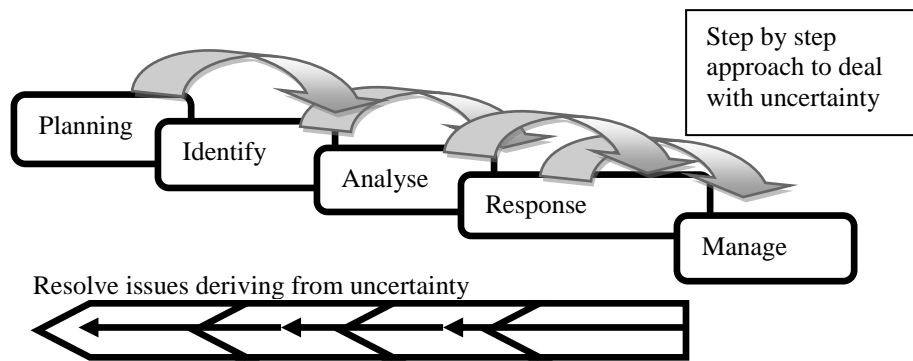 Step by step
approach to deal
with uncertainty
Planning
Identify
Analyse
Response
Manage
Resolve issues deriving from uncertainty